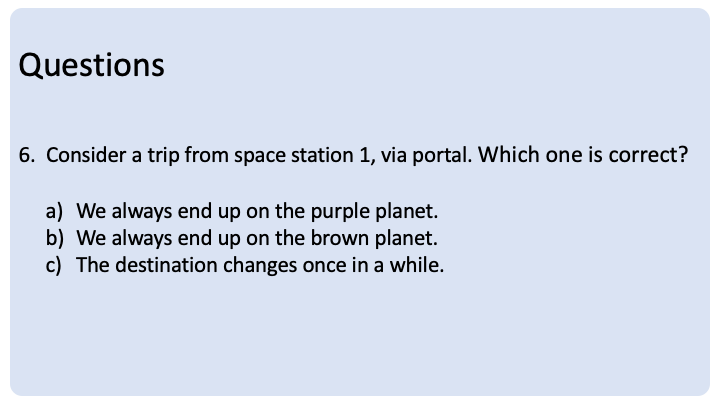 Questions
6. Consider a trip from space station 1, via portal. Which one is correct?
a) We always end up on the purple planet.
b) We always end up on the brown planet.
c) The destination changes once in a while.